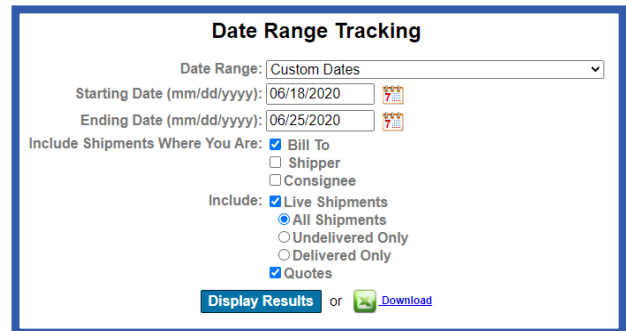 Date Range Tracking
Date Range: Custom Dates
Starting Date (mm/dd/yyyy): 06/18/2020
Ending Date (mm/dd/yyyy): 06/25/2020
Include Shipments Where You Are: Bill To
Shipper
Consignee
Include: Live Shipments
All Shipments
Undelivered Only
Delivered Only
Quotes
Display Results or Download